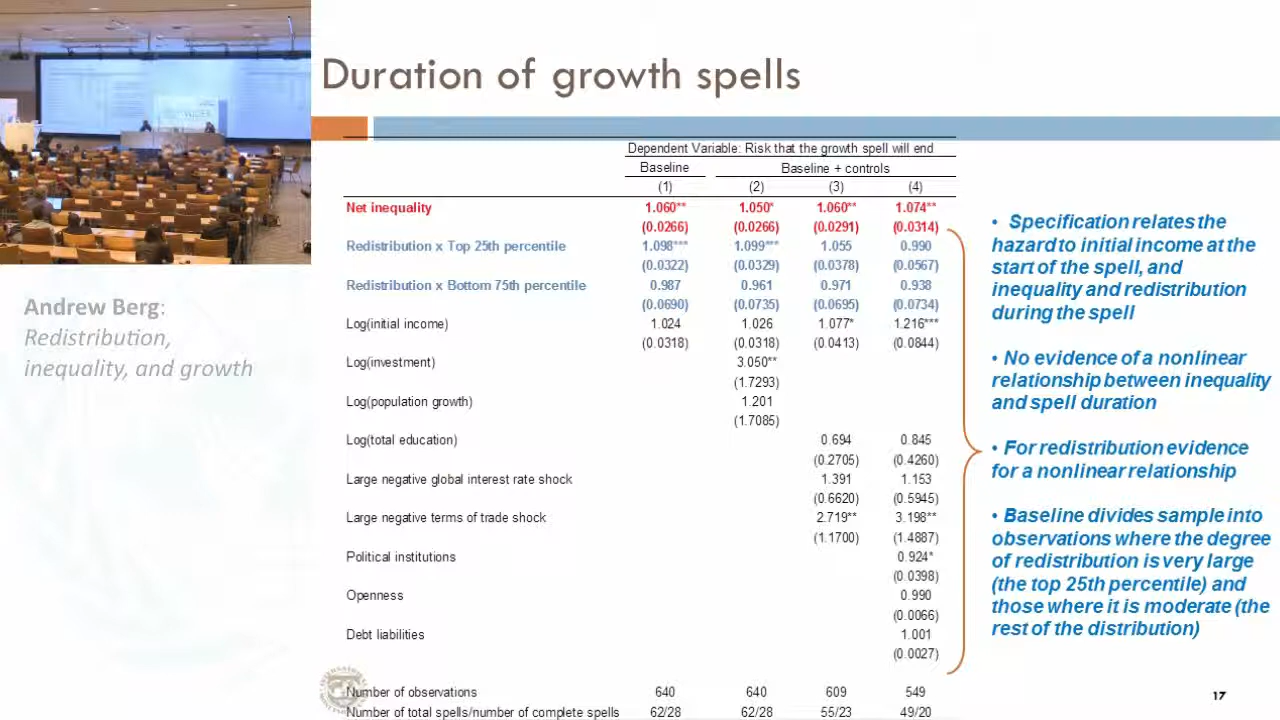 Duration of growth spells
Andrew Berg:
Redistribution,
inequality, and growth
Dependent Variable: Risk that the growth spell will end
Baseline Baseline + controls
(1) (2) (3) (4)
Net inequality 1.060** 1.050* 1.060** 1.074**
(0.0266) (0.0266) (0.0291) (0.0314)
Redistribution x Top 25th percentile 1.098*** 1.099*** 1.055 0.990
(0.0322) (0.0329) (0.0378) (0.0567)
Redistribution x Bottom 75th percentile 0.987 0.961 0.971 0.938
(0.0690) (0.0735) (0.0695) (0.0734)
Log(initial income) 1.024 1.026 1.077* 1.216***
(0.0318) (0.0318) (0.0413) (0.0844)
Log(investment) 3.050**
(1.7293)
Log(population growth) 1.201
(1.7085)
Log(total education) 0.694 0.845
(0.2705) (0.4260)
Large negative global interest rate shock 1.391 1.153
(0.6620) (0.5945)
Large negative terms of trade shock 2.719** 3.198**
(1.1700) (1.4887)
Political institutions 0.924*
(0.0398)
Openness 0.990
(0.0066)
Debt liabilities 1.001
(0.0027)
Number of observations 640 640 609 549
Number of total spells/number of complete spells 62/28 62/28 55/23 49/20
• Specification relates the
hazard to initial income at the
start of the spell, and
inequality and redistribution
during the spell
• No evidence of a nonlinear
relationship between inequality
and spell duration
• For redistribution evidence
for a nonlinear relationship
• Baseline divides sample into
observations where the degree
of redistribution is very large
(the top 25th percentile) and
those where it is moderate (the
rest of the distribution)
17